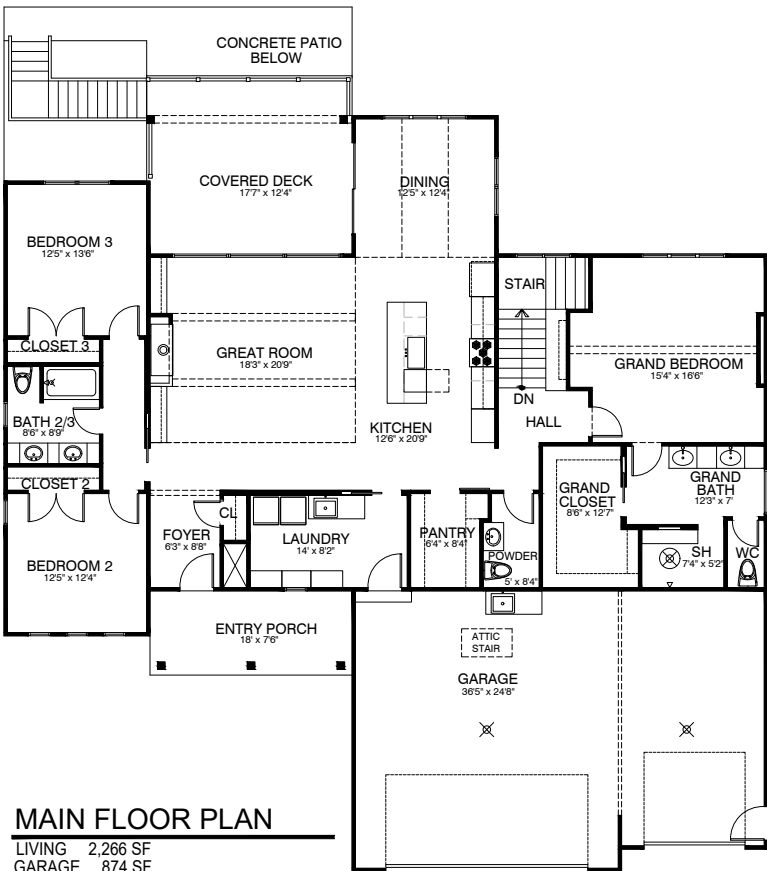 CONCRETE PATIO
BELOW
COVERED DECK
17'7" x 12'4"
DINING
12'5" x 12'4"
BEDROOM 3
12'5" x 13'6"
STAIR
CLOSET 3
GREAT ROOM
18'3" x 20'9"
GRAND BEDROOM
15'4" x 16'6"
DN
BATH 2/3
8'6" x 8'9"
KITCHEN
12'6" x 20'9"
HALL
CLOSET 2
GRAND
CLOSET
8'6" x 12'7"
GRAND
BATH
12'3" x 7'
CL
FOYER
6'3" x 8'8"
LAUNDRY
14' x 8'2"
PANTRY
6'4" x 8'4"
POWDER
5' x 8'4"
SH
7'4" x 5'2"
WC
BEDROOM 2
12'5" x 12'4"
ENTRY PORCH
18' x 7'6"
ATTIC
STAIR
GARAGE
36'5" x 24'8"
MAIN FLOOR PLAN
LIVING 2,266 SF
GARAGE 874 SF